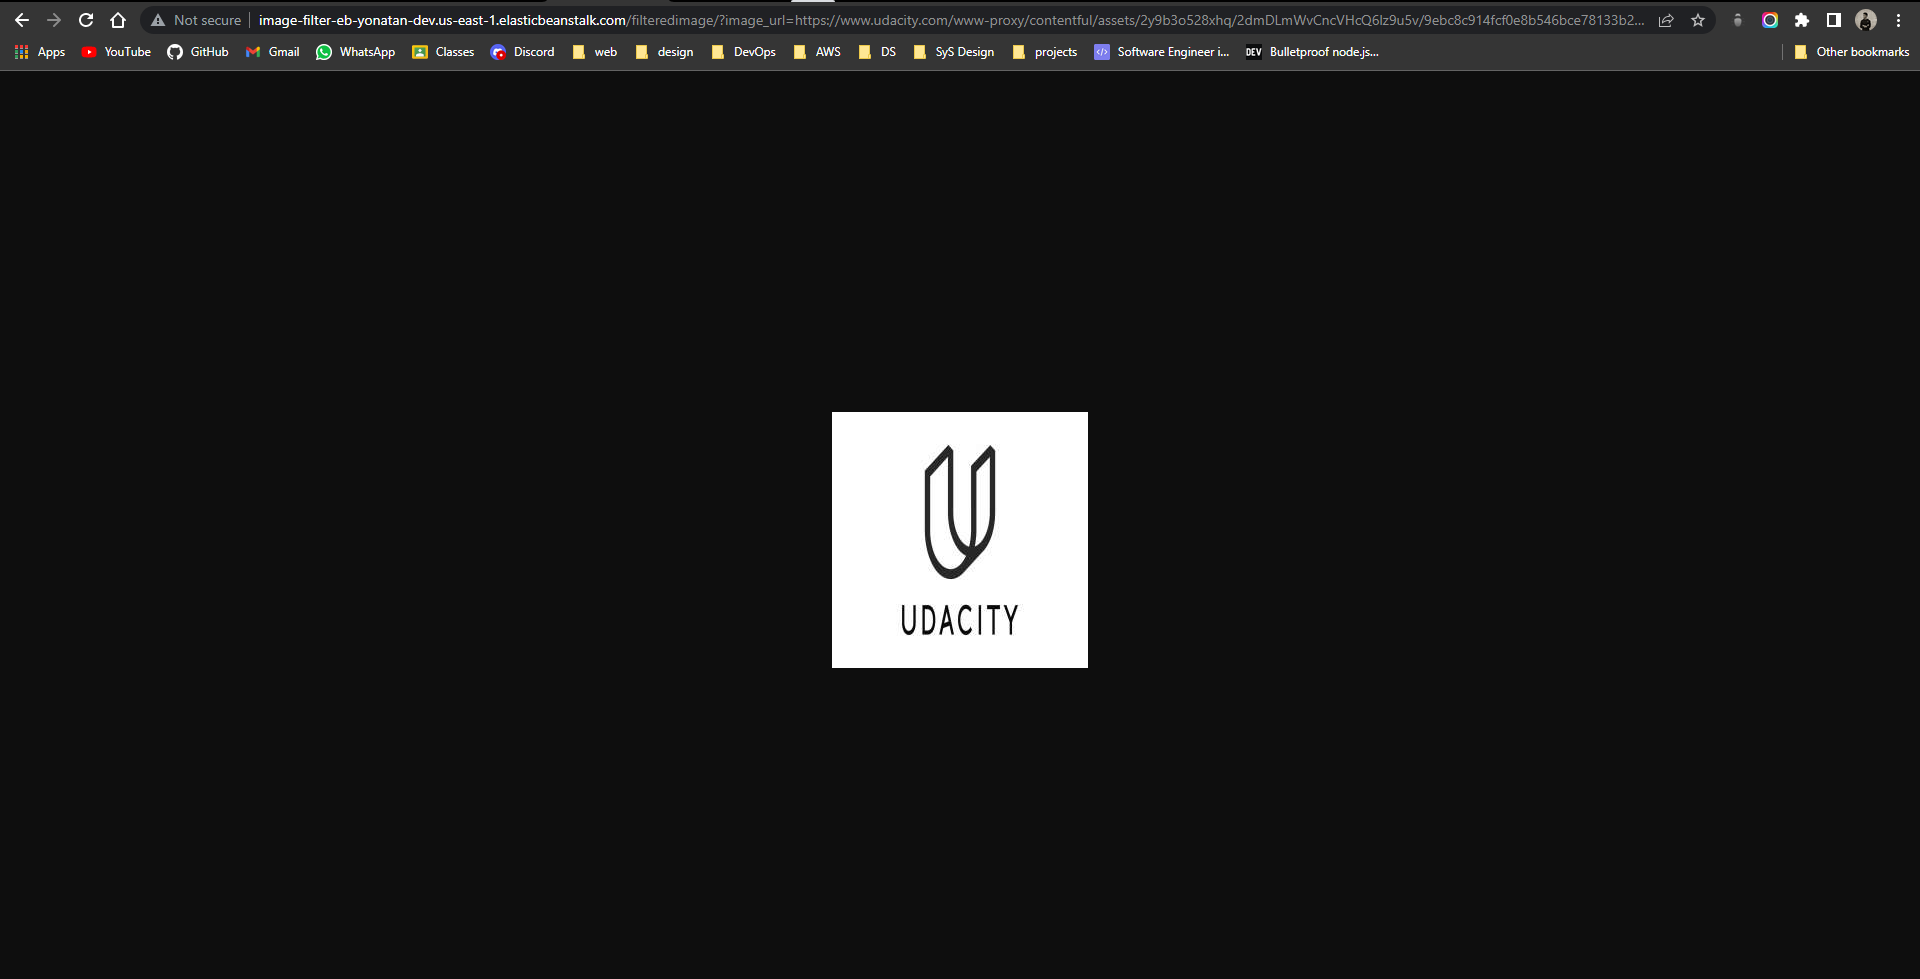 Not secure | image-filter-eb-yonatan-dev.us-east-1.elasticbeanstalk.com/filteredimage/?image_url=https://www.udacity.com/www-proxy/contentful/assets/2y9b3o528xhq/2dmDLmWvCncVHcQ6lz9u5v/9ebc8c914fcf0e8b546bce78133b2...
Apps YouTube GitHub Gmail WhatsApp Classes Discord web design DevOps AWS DS SyS Design projects </> Software Engineer i... DEV Bulletproof node.js... Other bookmarks
UDACITY